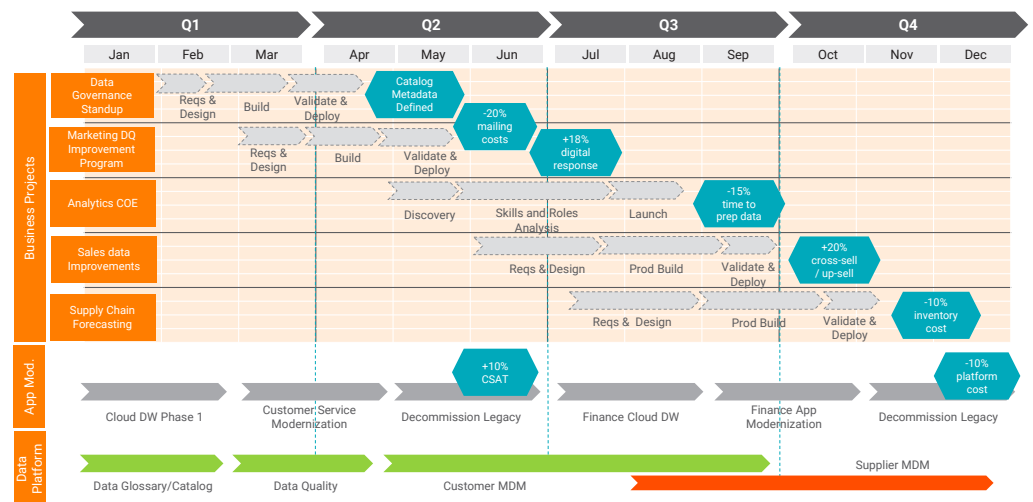 Q1
Q2
Q3
Q4
Jan
Feb
Mar
Apr
May
Jun
Jul
Aug
Sep
Oct
Nov
Dec
Business Projects
Data
Governance
Standup
Reqs &
Design
Build
Validate &
Deploy
Catalog
Metadata
Defined
-20%
mailing
costs
Marketing DQ
Improvement
Program
Reqs &
Design
Build
Validate &
Deploy
+18%
digital
response
Analytics COE
Discovery
Skills and Roles
Analysis
Launch
-15%
time to
prep data
Sales data
Improvements
Reqs & Design
Prod Build
Validate &
Deploy
+20%
cross-sell
/ up-sell
Supply Chain
Forecasting
Reqs & Design
Prod Build
Validate &
Deploy
-10%
inventory
cost
App Mod.
+10%
CSAT
-10%
platform
cost
Cloud DW Phase 1
Customer Service
Modernization
Decommission Legacy
Finance Cloud DW
Finance App
Modernization
Decommission Legacy
Data
Platform
Data Glossary/Catalog
Data Quality
Customer MDM
Supplier MDM